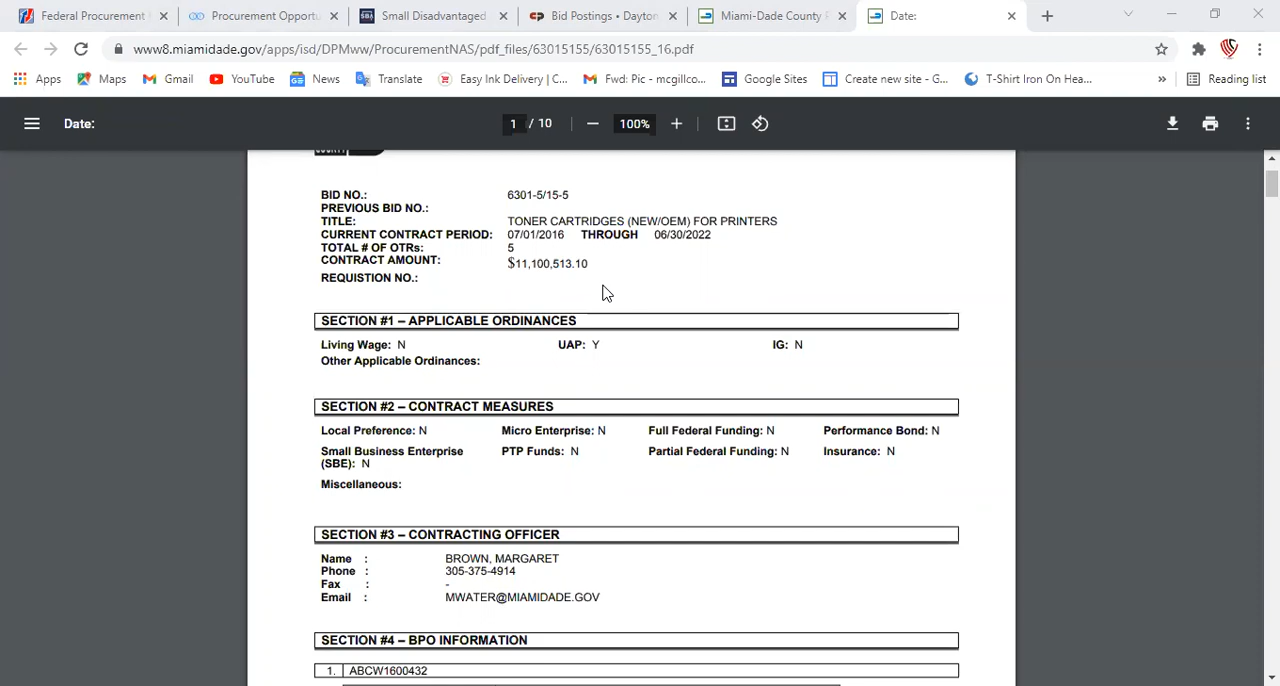 Federal Procurement
Procurement Opportu
Small Disadvantaged
Bid Postings - Dayton
Miami-Dade County P
Date:
www8.miamidade.gov/apps/isd/DPMww/ProcurementNAS/pdf_files/63015155/63015155_16.pdf
Apps Maps Gmail YouTube News Translate Easy Ink Delivery | C... Fwd: Pic - mcgillco... Google Sites Create new site - G... T-Shirt Iron On Hea... » Reading list
Date: 1 / 10 100%
BID NO.: 6301-5/15-5
PREVIOUS BID NO.:
TITLE: TONER CARTRIDGES (NEW/OEM) FOR PRINTERS
CURRENT CONTRACT PERIOD: 07/01/2016 THROUGH 06/30/2022
TOTAL # OF OTRs: 5
CONTRACT AMOUNT: $11,100,513.10
REQUISTION NO.:
SECTION #1 – APPLICABLE ORDINANCES
Living Wage: N UAP: Y IG: N
Other Applicable Ordinances:
SECTION #2 – CONTRACT MEASURES
Local Preference: N Micro Enterprise: N Full Federal Funding: N Performance Bond: N
Small Business Enterprise PTP Funds: N Partial Federal Funding: N Insurance: N
(SBE): N
Miscellaneous:
SECTION #3 – CONTRACTING OFFICER
Name : BROWN, MARGARET
Phone : 305-375-4914
Fax : -
Email : MWATER@MIAMIDADE.GOV
SECTION #4 – BPO INFORMATION
1. ABCW1600432